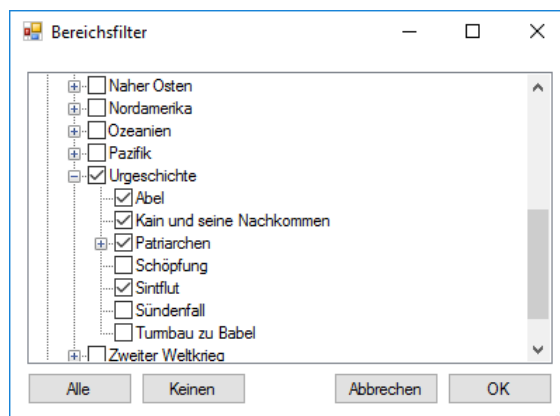 Bereichsfilter
Naher Osten
Nordamerika
Ozeanien
Pazifik
Urgeschichte
Abel
Kain und seine Nachkommen
Patriarchen
Schöpfung
Sintflut
Sündenfall
Turmbau zu Babel
Zweiter Weltkrieg
Alle Keinen Abbrechen OK